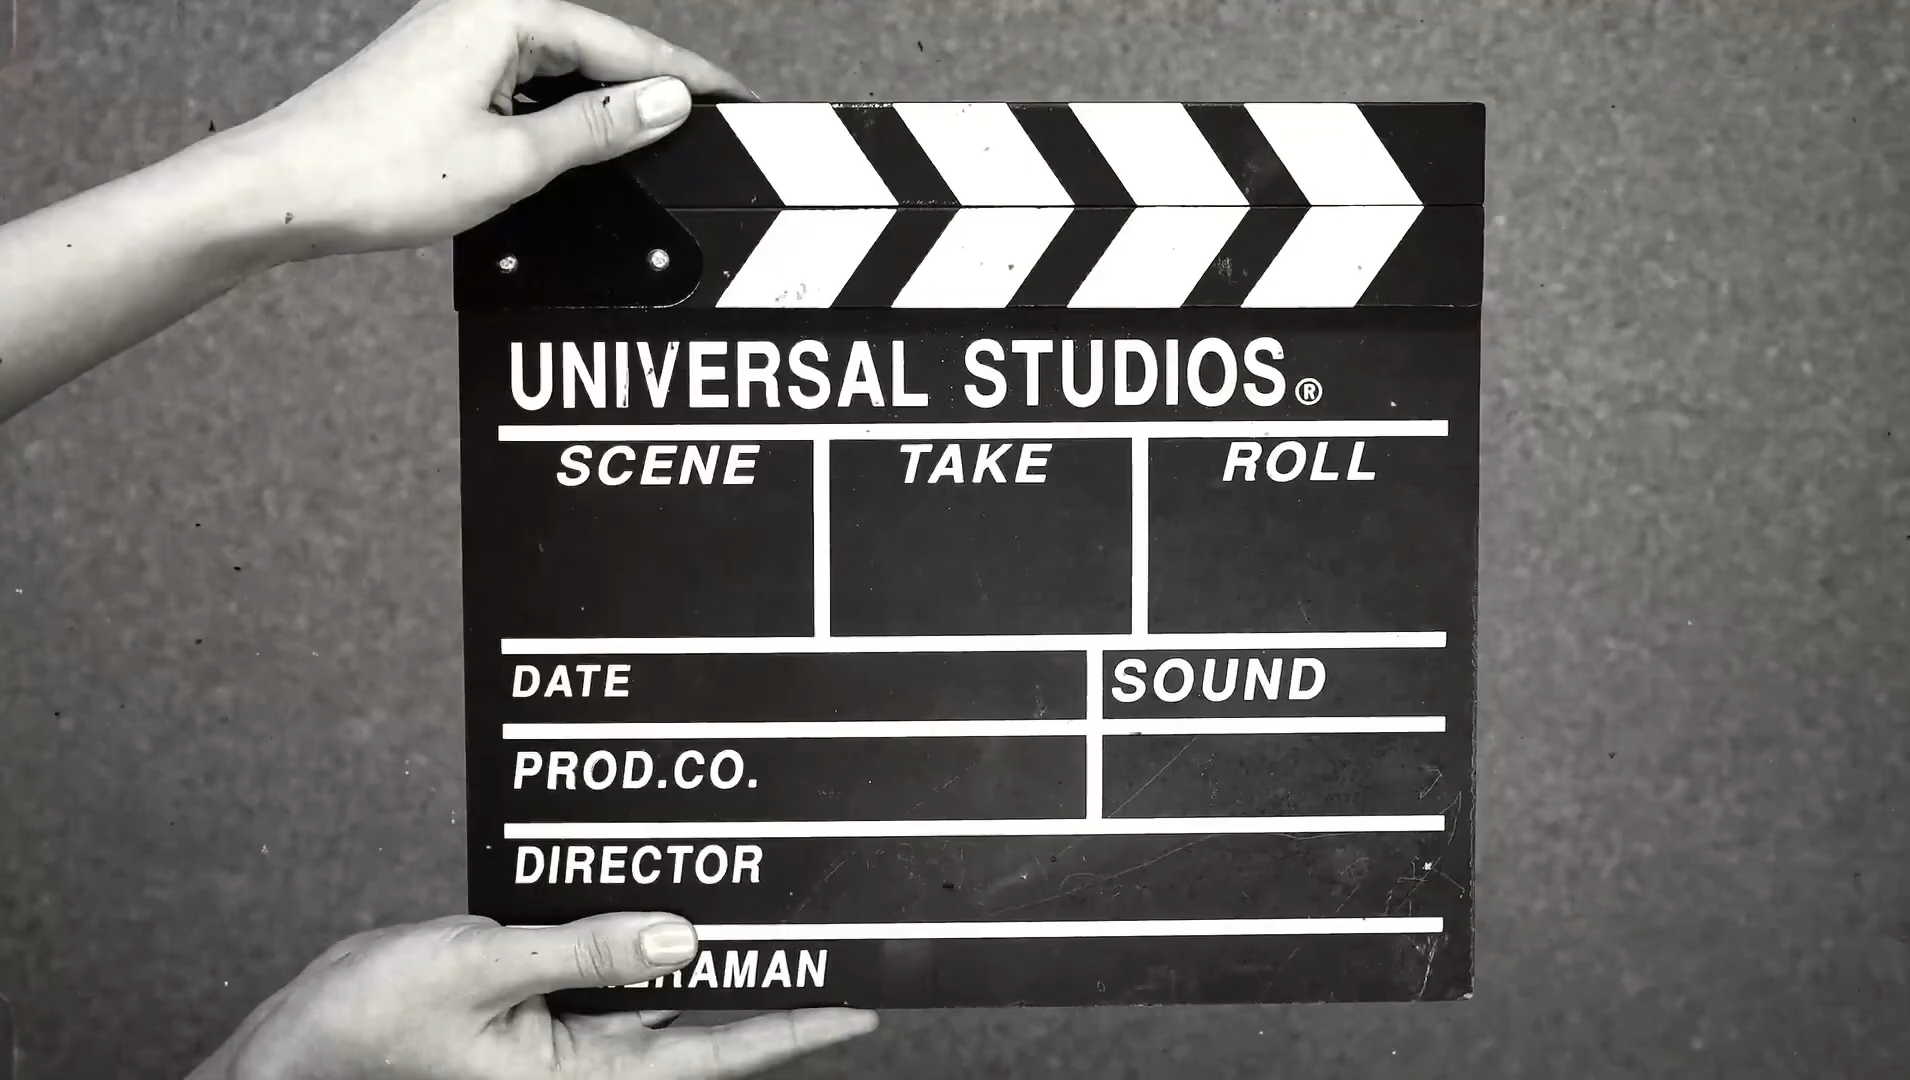 UNIVERSAL STUDIOS®
SCENE TAKE ROLL
DATE SOUND
PROD.CO.
DIRECTOR